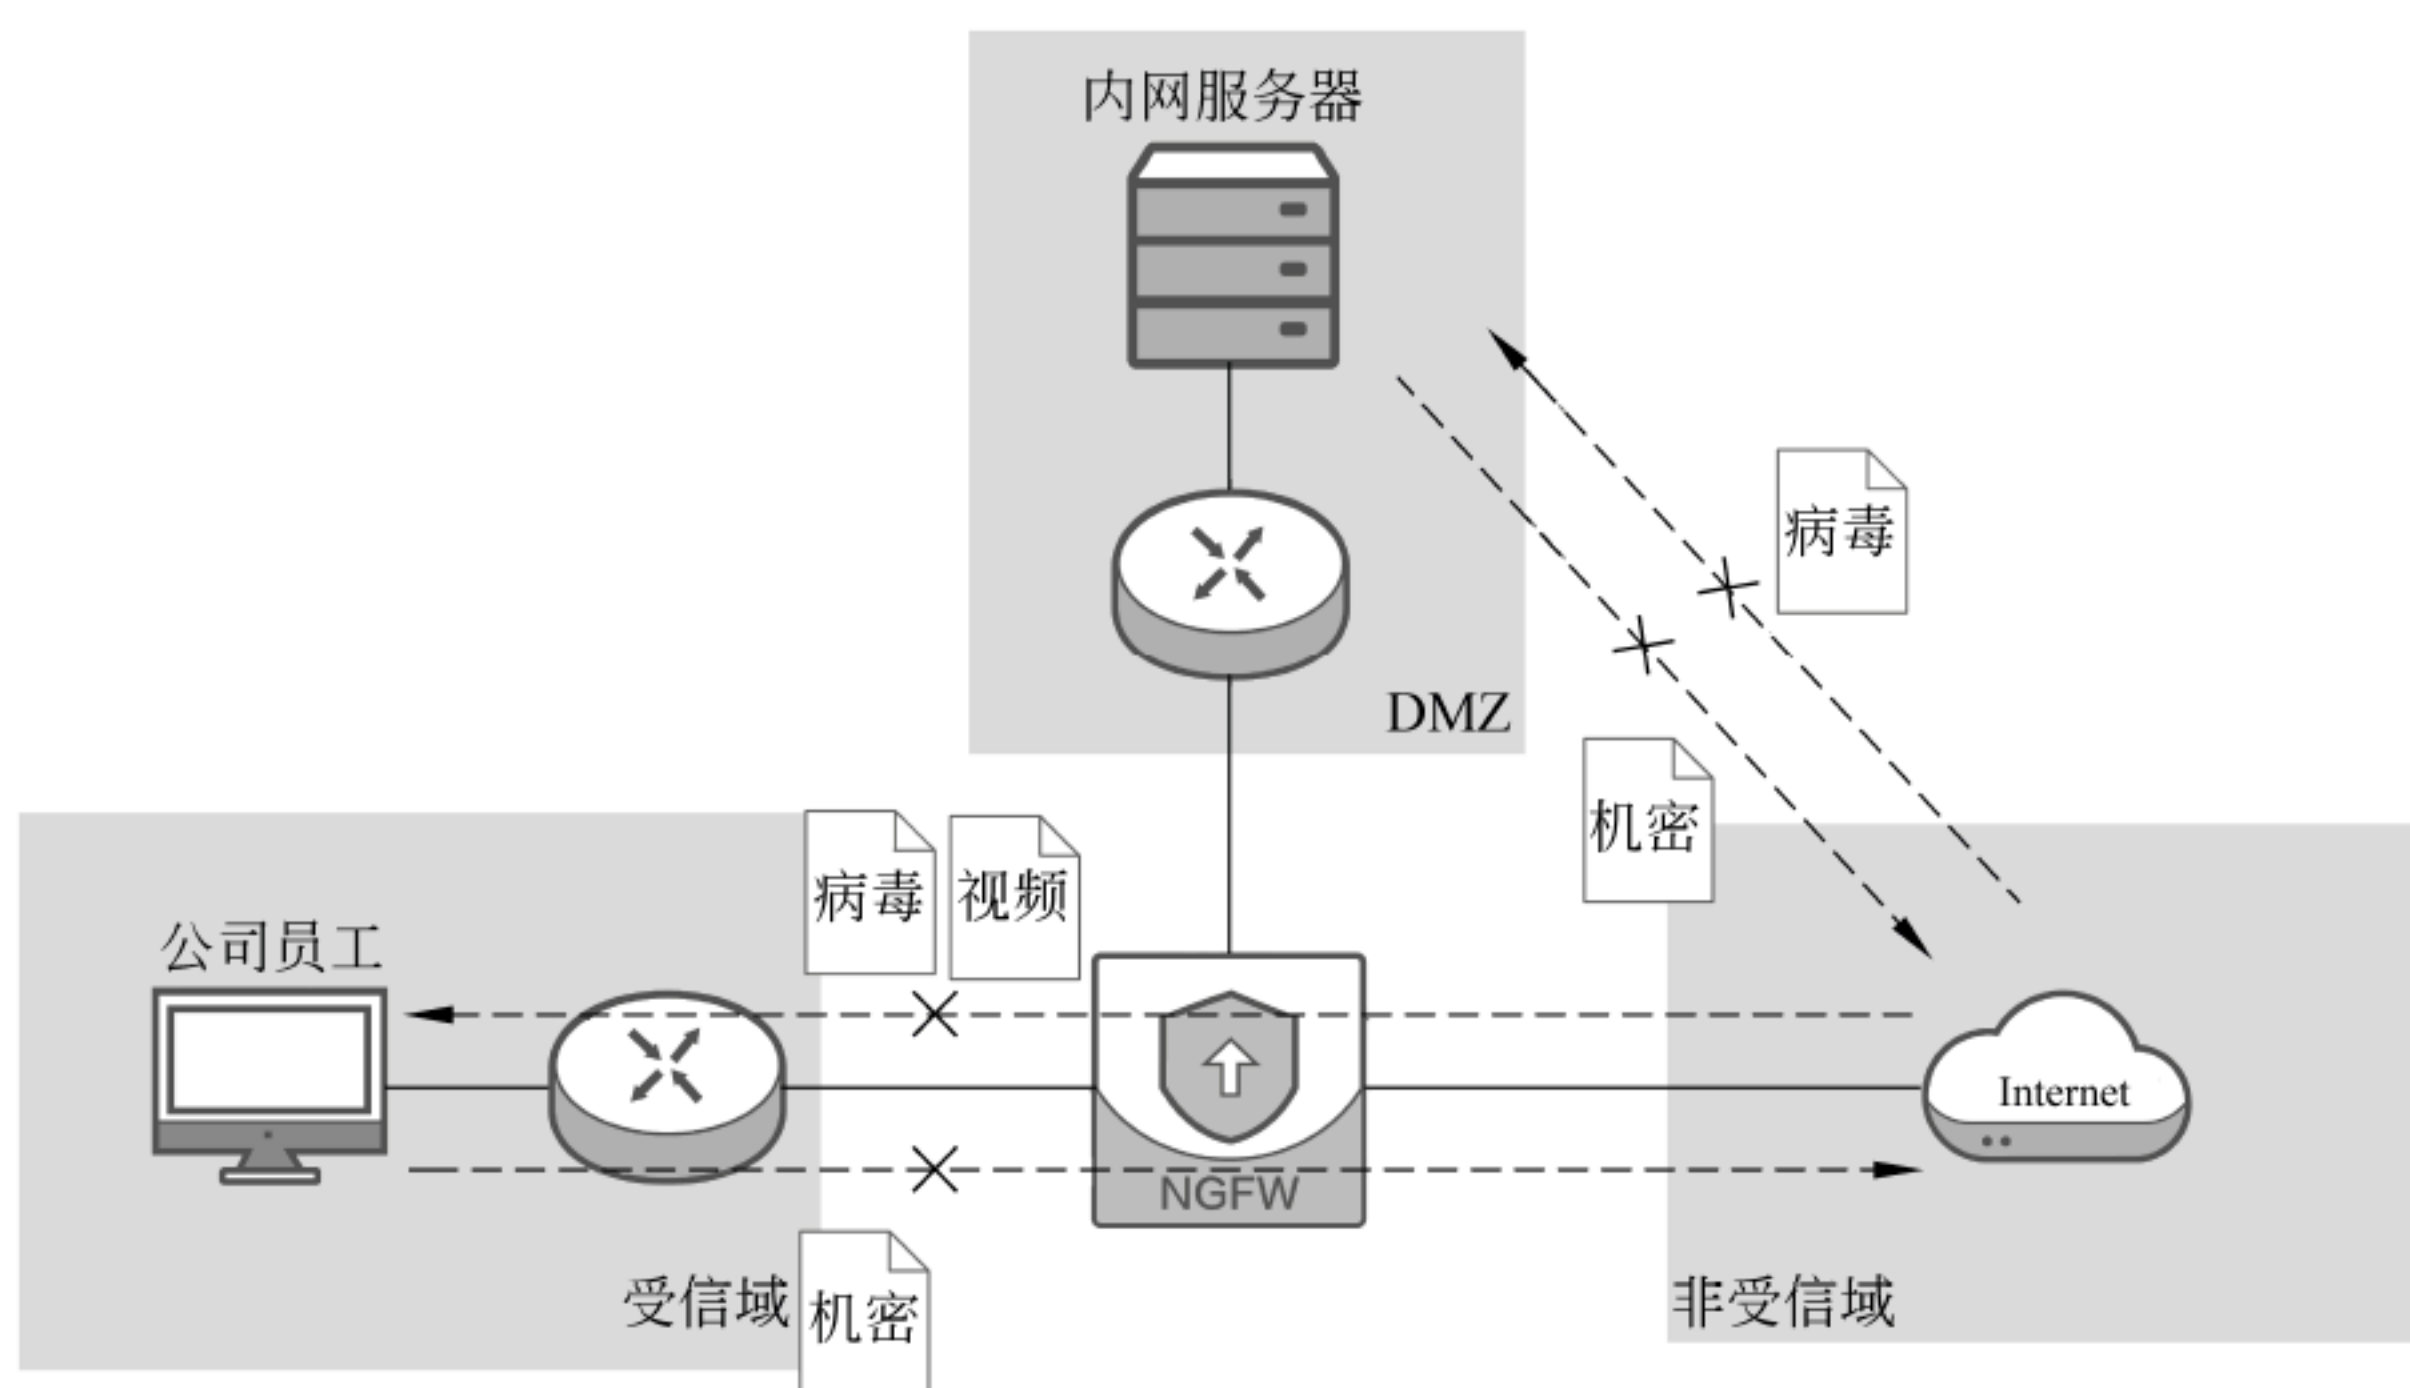 内网服务器
病毒
DMZ
机密
病毒
视频
公司员工
Internet
NGFW
受信域
机密
非受信域